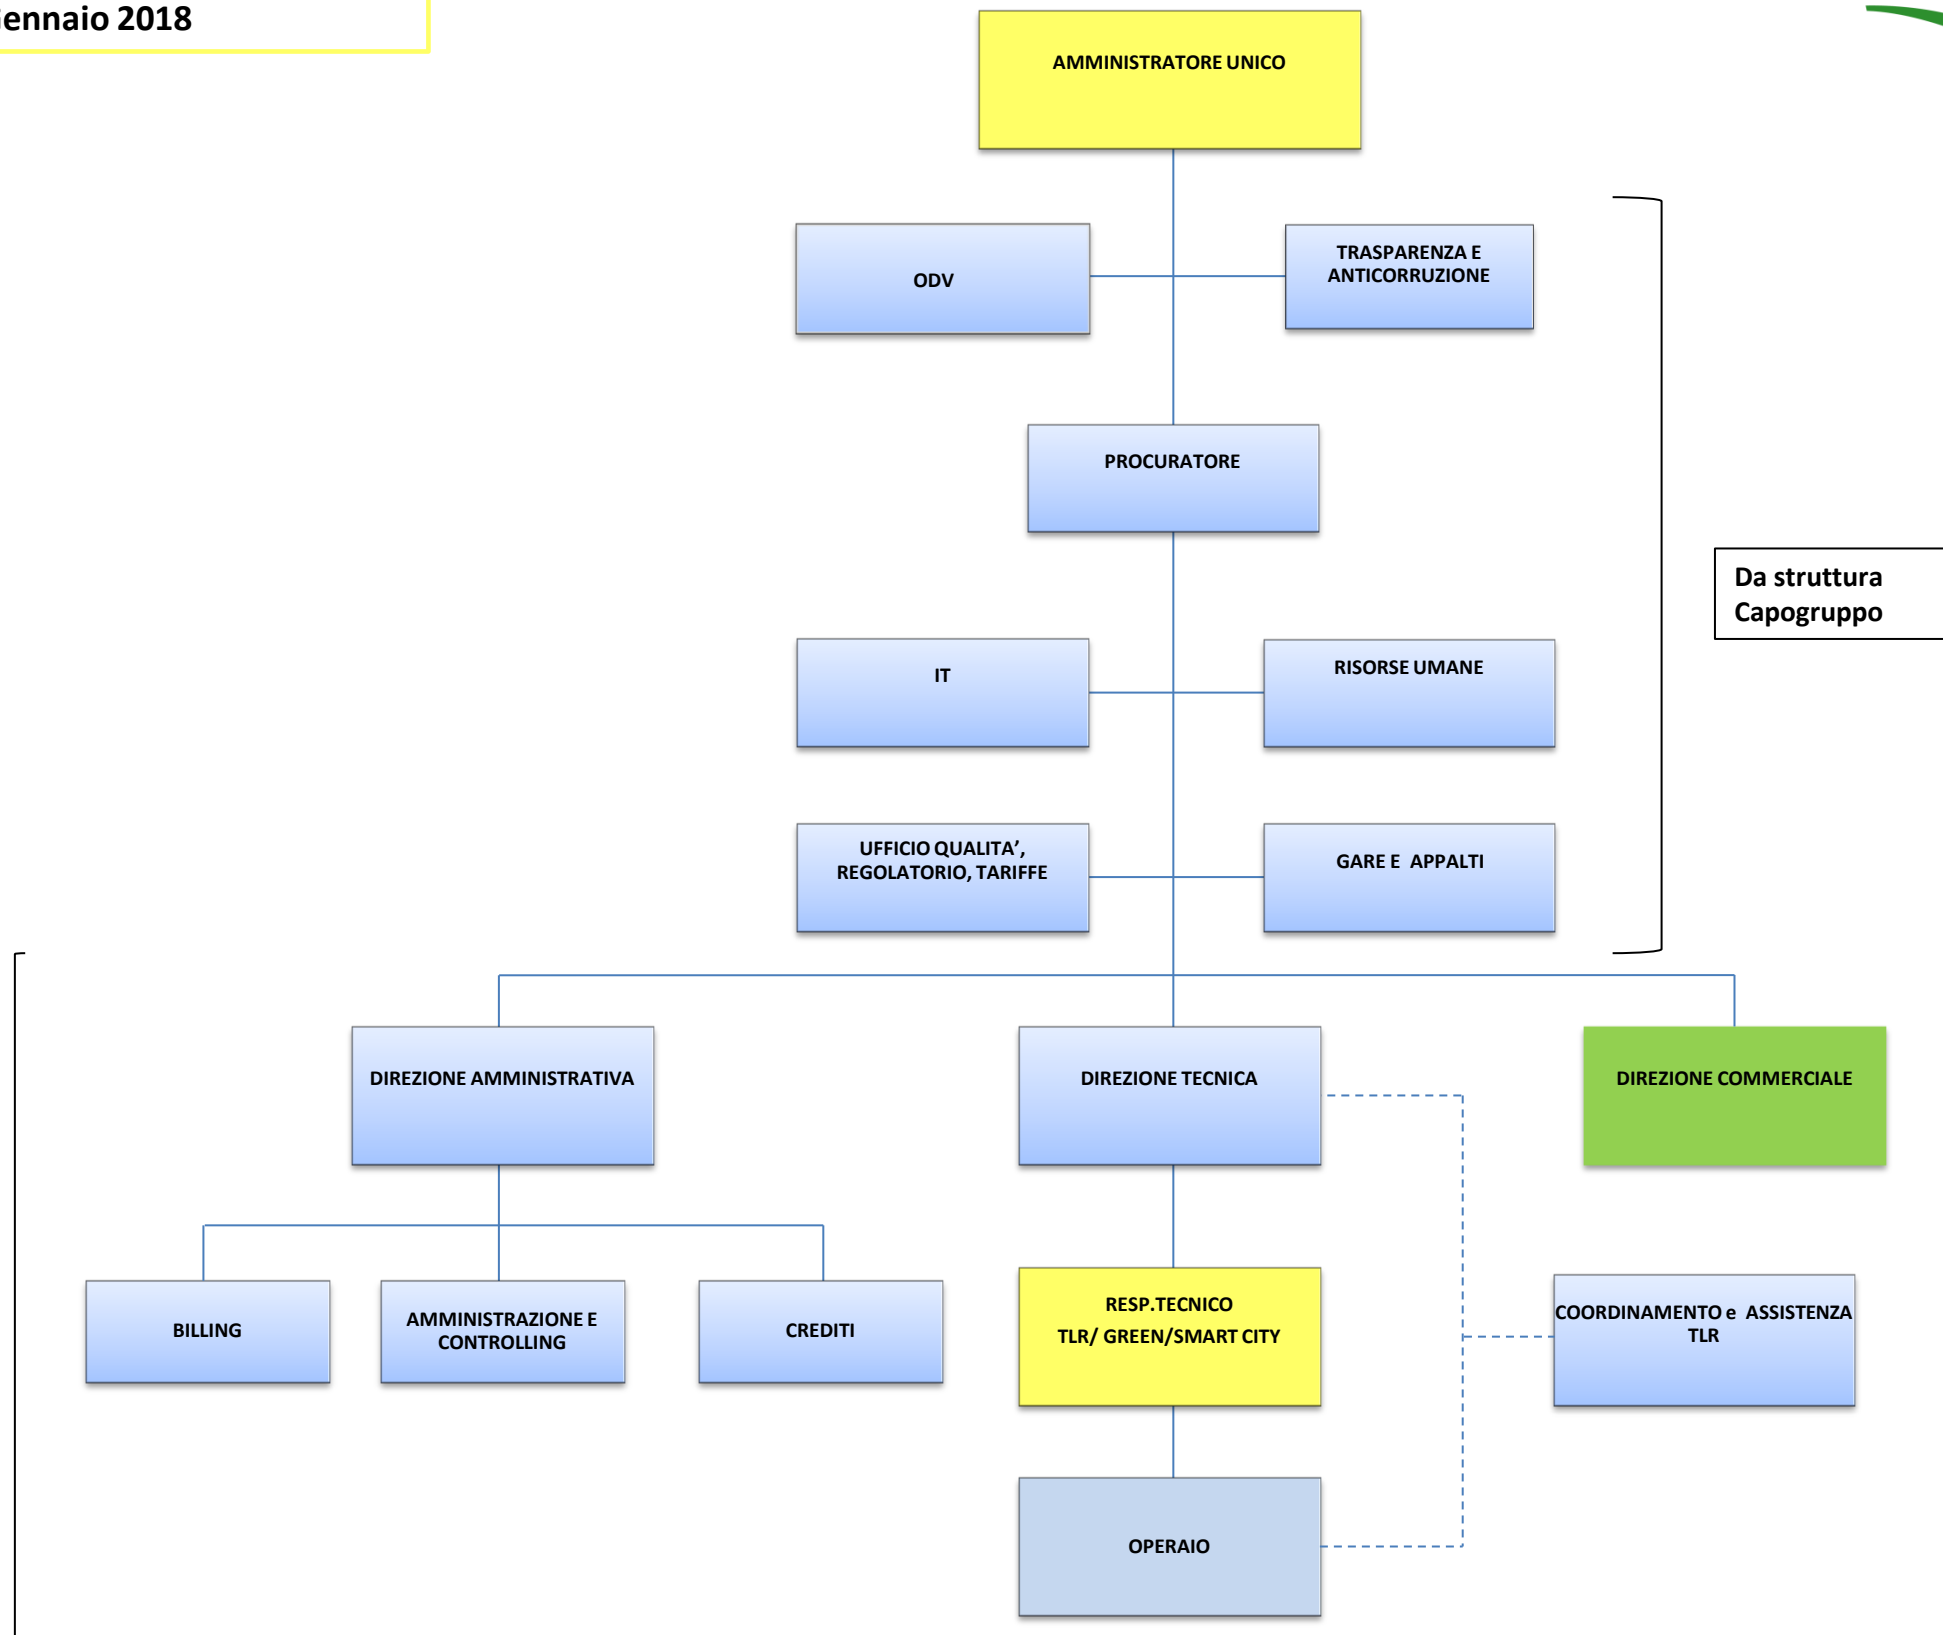 2018
AMMINISTRATORE UNICO
ODV
TRASPARENZA E
ANTICORRUZIONE
PROCURATORE
Da struttura
Capogruppo
IT
RISORSE UMANE
UFFICIO QUALITA’,
REGOLATORIO, TARIFFE
GARE E APPALTI
DIREZIONE AMMINISTRATIVA
DIREZIONE TECNICA
DIREZIONE COMMERCIALE
BILLING
AMMINISTRAZIONE E
CONTROLLING
CREDITI
RESP.TECNICO
TLR/ GREEN/SMART CITY
COORDINAMENTO e ASSISTENZA
TLR
OPERAIO